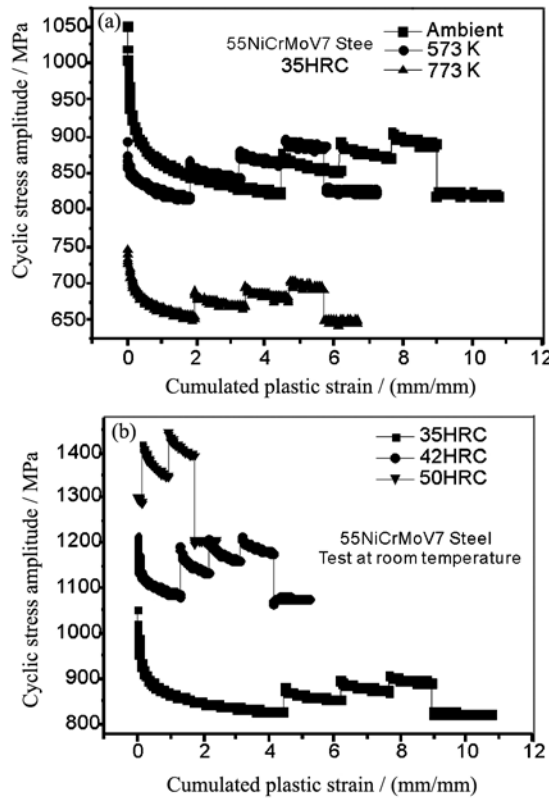 (a)
55NiCrMoV7 Stee
35HRC
Ambient
573 K
773 K
Cyclic stress amplitude / MPa
1050
1000
950
900
850
800
750
700
650
0 2 4 6 8 10 12
Cumulated plastic strain / (mm/mm)
(b)
35HRC
42HRC
50HRC
55NiCrMoV7 Steel
Test at room temperature
Cyclic stress amplitude / MPa
1400
1300
1200
1100
1000
900
800
0 2 4 6 8 10 12
Cumulated plastic strain / (mm/mm)